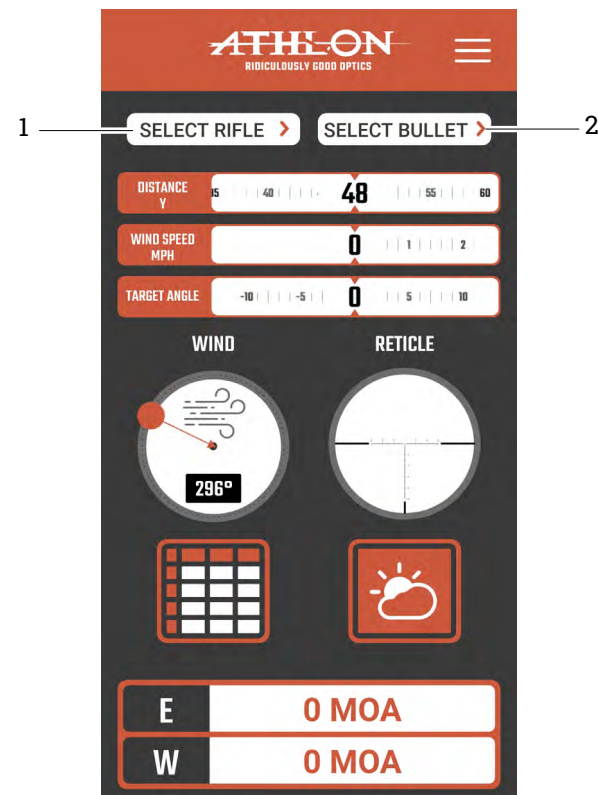 ATHLON
RIDICULOUSLY GOOD OPTICS
1 SELECT RIFLE > SELECT BULLET > 2
DISTANCE
Y
35 40 48 55 60
WIND SPEED
MPH
0 1 2
TARGET ANGLE -10 -5 0 5 10
WIND RETICLE
296°
E 0 MOA
W 0 MOA